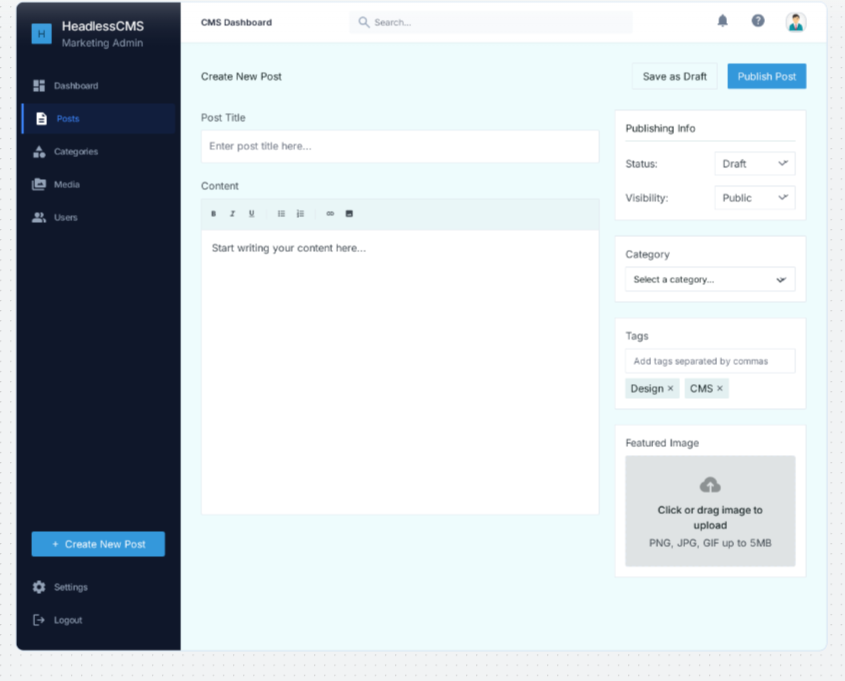 H
HeadlessCMS
Marketing Admin
Dashboard
Posts
Categories
Media
Users
+ Create New Post
Settings
Logout
CMS Dashboard
Search...
Create New Post
Save as Draft
Publish Post
Post Title
Enter post title here...
Content
B I U
Start writing your content here...
Publishing Info
Status: Draft
Visibility: Public
Category
Select a category...
Tags
Add tags separated by commas
Design × CMS ×
Featured Image
Click or drag image to
upload
PNG, JPG, GIF up to 5MB